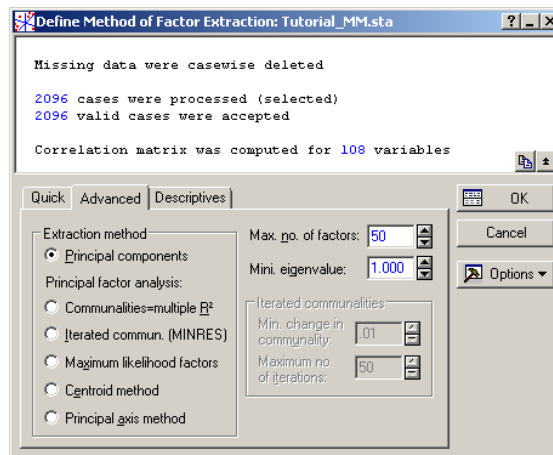 Define Method of Factor Extraction: Tutorial_MM.sta
Missing data were casewise deleted
2096 cases were processed (selected)
2096 valid cases were accepted
Correlation matrix was computed for 108 variables
Quick Advanced Descriptives
Extraction method
Principal components
Principal factor analysis:
Communalities=multiple R²
Iterated commun. (MINRES)
Maximum likelihood factors
Centroid method
Principal axis method
Max. no. of factors: 50
Mini. eigenvalue: 1.000
Iterated communalities
Min. change in
communality: .01
Maximum no.
of iterations: 50
OK
Cancel
Options